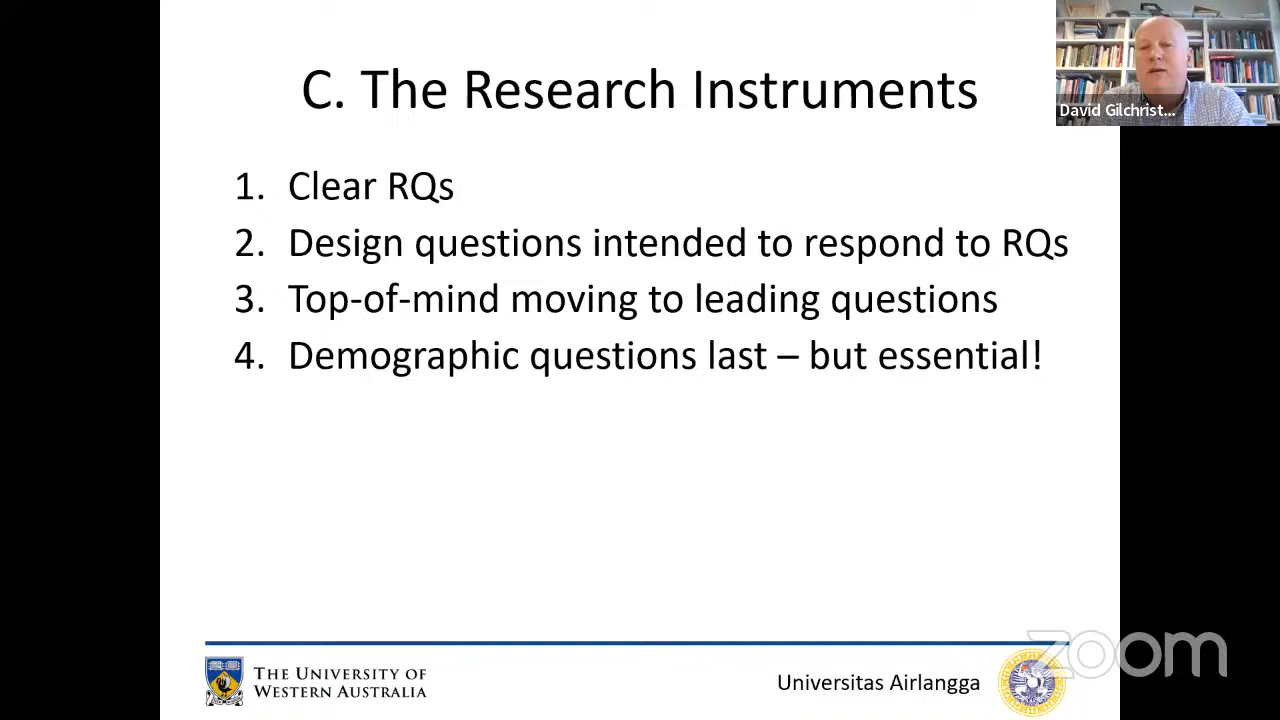 C. The Research Instruments
David Gilchrist...
1. Clear RQs
2. Design questions intended to respond to RQs
3. Top-of-mind moving to leading questions
4. Demographic questions last – but essential!
THE UNIVERSITY OF
WESTERN AUSTRALIA
Universitas Airlangga
zoom